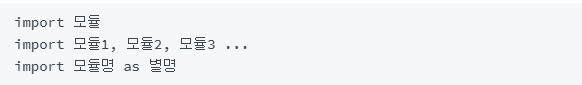 import 모듈
import 모듈1, 모듈2, 모듈3 ...
import 모듈명 as 별명